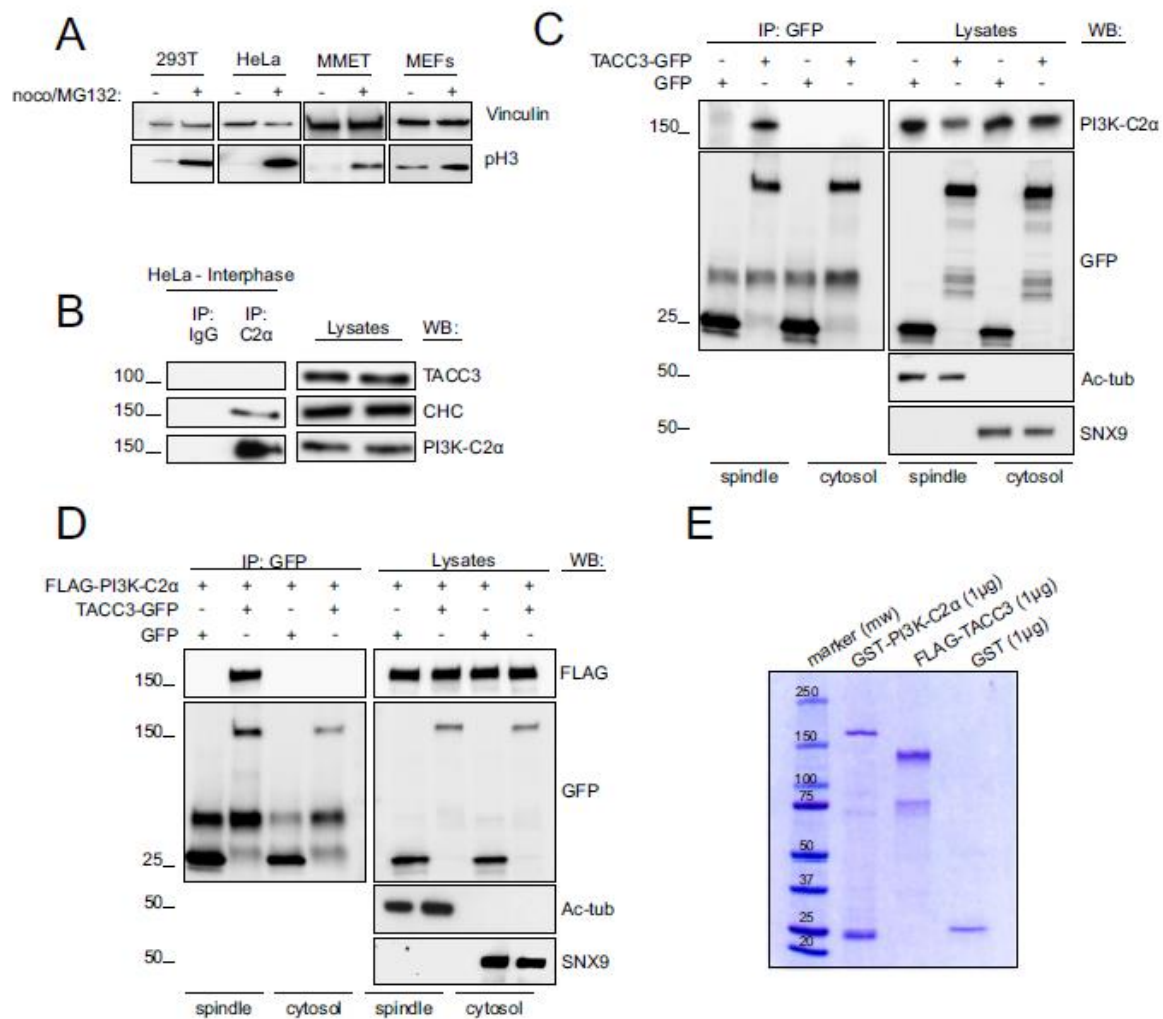 A
293T HeLa MMET MEFs
noco/MG132: - + - + - + - +
Vinculin
pH3
B
HeLa - Interphase
IP: IgG IP: C2α Lysates WB:
100 TACC3
150 CHC
150 PI3K-C2α
C
IP: GFP Lysates WB:
TACC3-GFP - + - + - + - +
GFP + - + - + - + -
150 PI3K-C2α
GFP
25
50 Ac-tub
50 SNX9
spindle cytosol spindle cytosol
D
IP: GFP Lysates WB:
FLAG-PI3K-C2α + + + + + + + +
TACC3-GFP - + - + - + - +
GFP + - + - + - + -
150 FLAG
150
GFP
25
50 Ac-tub
50 SNX9
spindle cytosol spindle cytosol
E
marker (mw)
GST-PI3K-C2α (1µg)
FLAG-TACC3 (1µg)
GST (1µg)
250
150
100
75
50
37
25
20